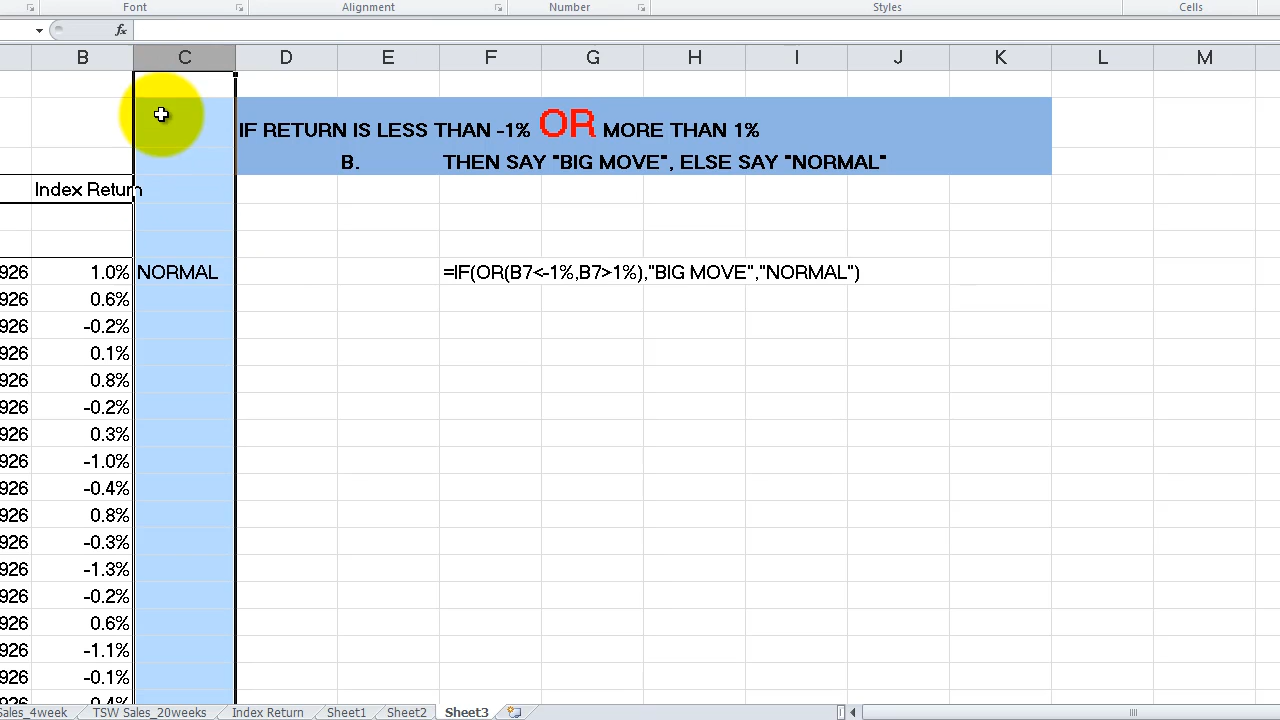 Font Alignment Number Styles Cells
fx
B C D E F G H I J K L M
IF RETURN IS LESS THAN -1% OR MORE THAN 1%
B. THEN SAY "BIG MOVE", ELSE SAY "NORMAL"
Index Return
926 1.0% NORMAL =IF(OR(B7<-1%,B7>1%),"BIG MOVE","NORMAL")
926 0.6%
926 -0.2%
926 0.1%
926 0.8%
926 -0.2%
926 0.3%
926 -1.0%
926 -0.4%
926 0.8%
926 -0.3%
926 -1.3%
926 -0.2%
926 0.6%
926 -1.1%
926 -0.1%
926 0.4%
Sales_4week TSW Sales_20weeks Index Return Sheet1 Sheet2 Sheet3